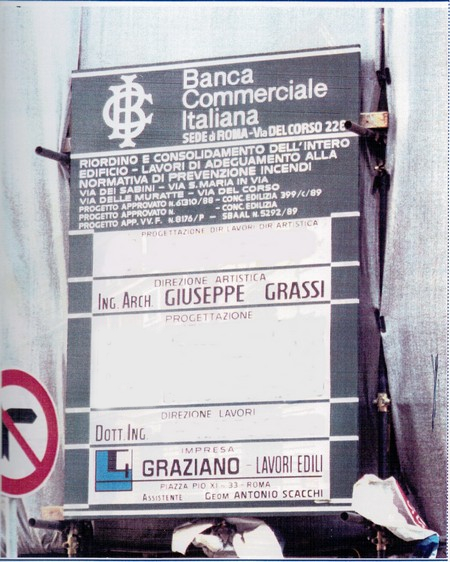 BCI
Banca
Commerciale
Italiana
SEDE di ROMA - Via DEL CORSO 226
RIORDINO E CONSOLIDAMENTO DELL'INTERO
EDIFICIO - LAVORI DI ADEGUAMENTO ALLA
NORMATIVA DI PREVENZIONE INCENDI
VIA DEI SABINI - VIA S. MARIA IN VIA
VIA DELLE MURATTE - VIA DEL CORSO
PROGETTO APPROVATO N. 61310/88 - CONC. EDILIZIA 399/c/89
PROGETTO APPROVATO N. - CONC. EDILIZIA
PROGETTO APP. VV. F. N. 8176/P - SBAAL N. 5292/89
PROGETTAZIONE DIR LAVORI DIR ARTISTICA
DIREZIONE ARTISTICA
ING. ARCH. GIUSEPPE GRASSI
PROGETTAZIONE
DIREZIONE LAVORI
DOTT. ING.
IMPRESA
GRAZIANO - LAVORI EDILI
PIAZZA PIO XI - 33 - ROMA
ASSISTENTE GEOM ANTONIO SCACCHI